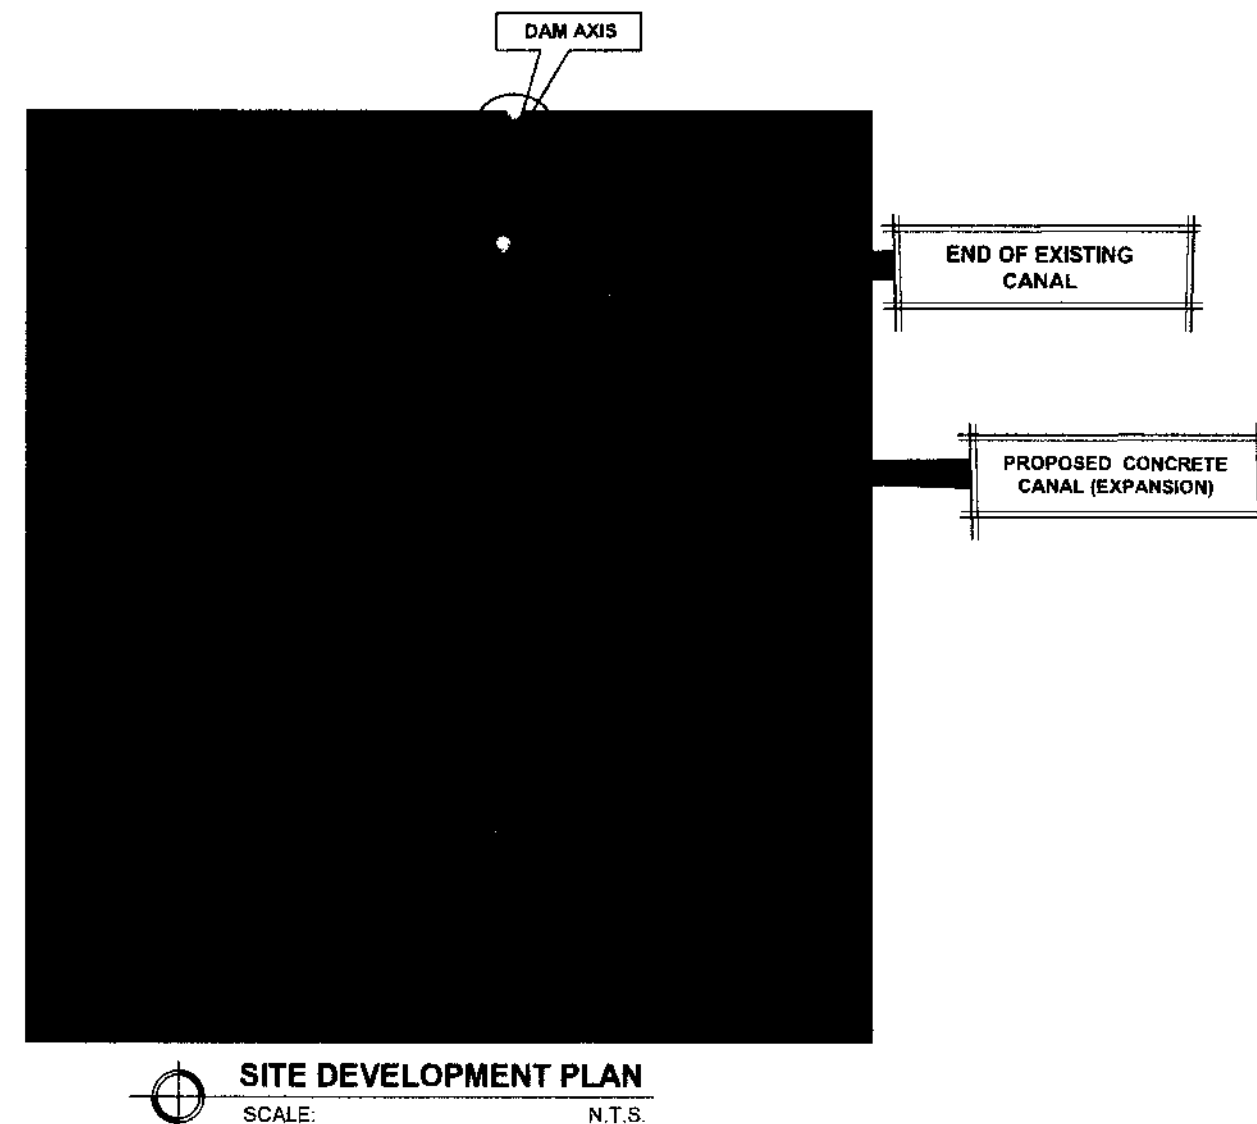 DAM AXIS
END OF EXISTING
CANAL
PROPOSED CONCRETE
CANAL (EXPANSION)
SITE DEVELOPMENT PLAN
SCALE: N.T.S.